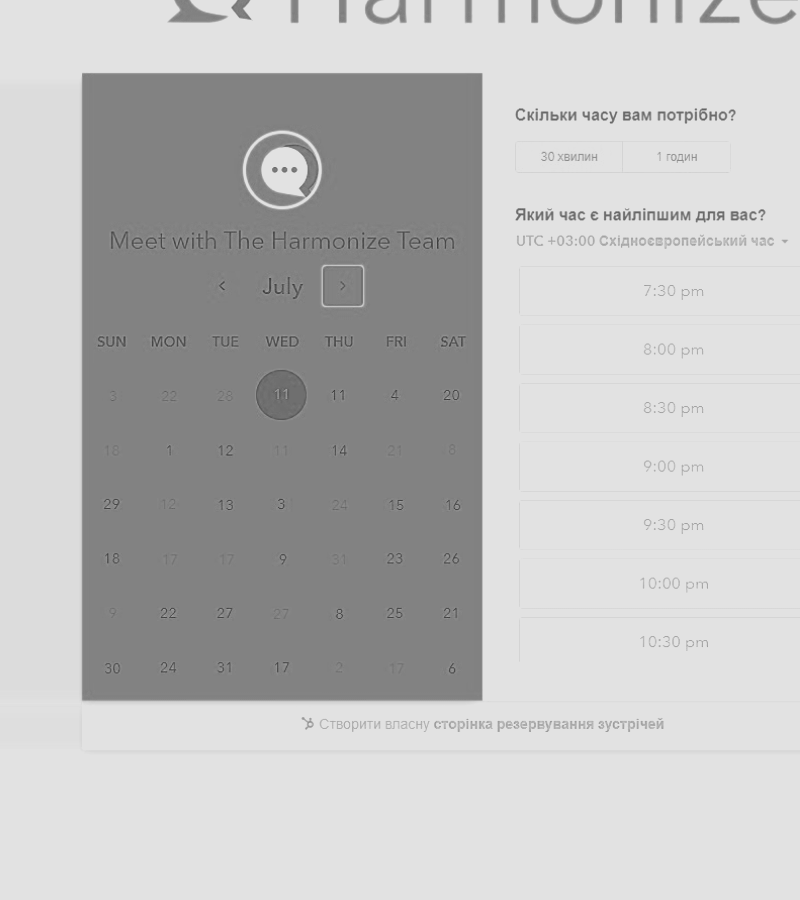 Harmonize
Meet with The Harmonize Team
July
SUN MON TUE WED THU FRI SAT
3 22 28 11 11 4 20
18 1 12 11 14 21 8
29 12 13 3 24 15 16
18 17 17 9 31 23 26
9 22 27 27 8 25 21
30 24 31 17 2 17 6
Скільки часу вам потрібно?
30 хвилин 1 годин
Який час є найліпшим для вас?
UTC +03:00 Східноєвропейський час
7:30 pm
8:00 pm
8:30 pm
9:00 pm
9:30 pm
10:00 pm
10:30 pm
Створити власну сторінка резервування зустрічей